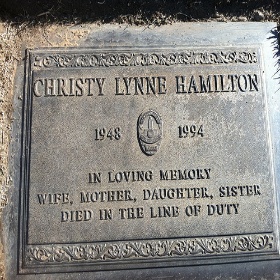 CHRISTY LYNNE HAMILTON
1948 1994
IN LOVING MEMORY
WIFE, MOTHER, DAUGHTER, SISTER
DIED IN THE LINE OF DUTY